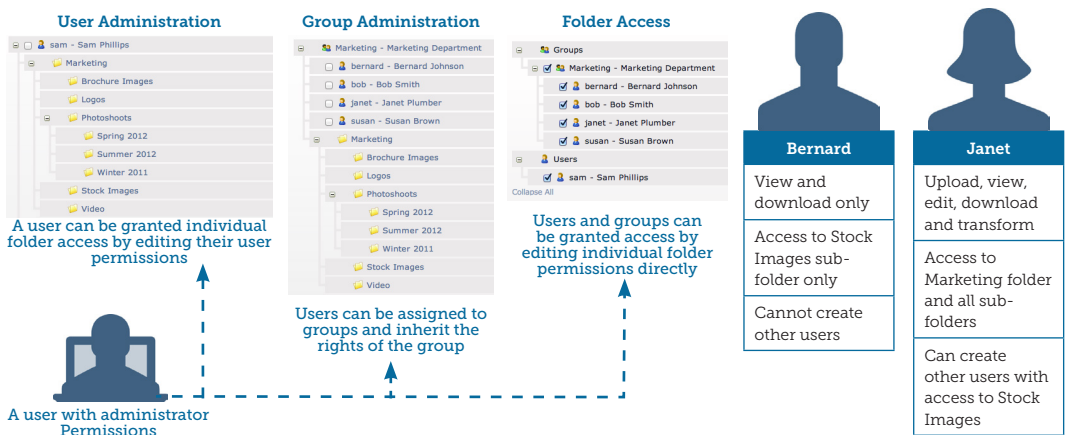 User Administration
sam - Sam Phillips
Marketing
Brochure Images
Logos
Photoshoots
Spring 2012
Summer 2012
Winter 2011
Stock Images
Video
A user can be granted individual
folder access by editing their user
permissions
Group Administration
Marketing - Marketing Department
bernard - Bernard Johnson
bob - Bob Smith
janet - Janet Plumber
susan - Susan Brown
Marketing
Brochure Images
Logos
Photoshoots
Spring 2012
Summer 2012
Winter 2011
Stock Images
Video
Users can be assigned to
groups and inherit the
rights of the group
Folder Access
Groups
Marketing - Marketing Department
bernard - Bernard Johnson
bob - Bob Smith
janet - Janet Plumber
susan - Susan Brown
Users
sam - Sam Phillips
Collapse All
Users and groups can
be granted access by
editing individual folder
permissions directly
A user with administrator
Permissions
Bernard
View and
download only
Access to Stock
Images sub-
folder only
Cannot create
other users
Janet
Upload, view,
edit, download
and transform
Access to
Marketing folder
and all sub-
folders
Can create
other users with
access to Stock
Images